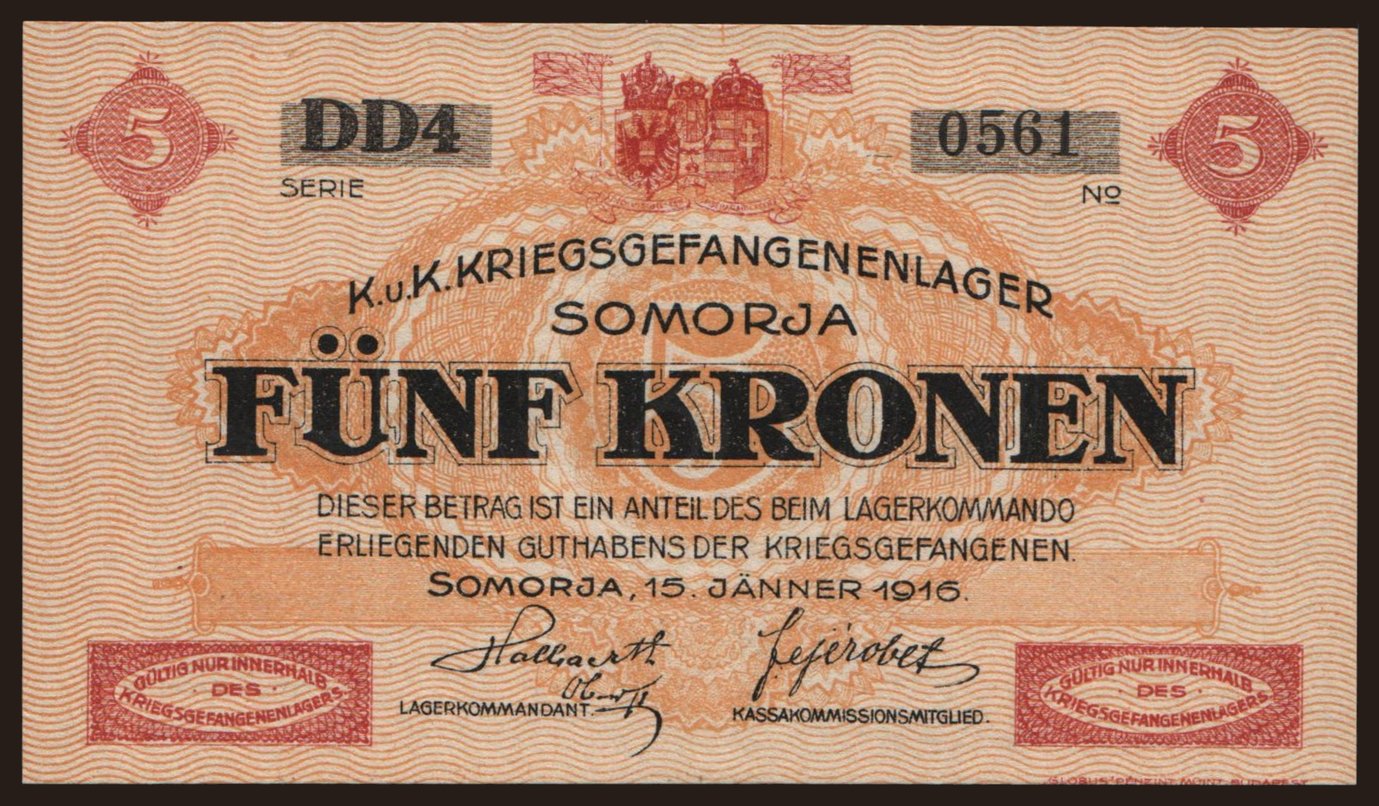 5 DD4 0561 5
SERIE No
K.u.K. KRIEGSGEFANGENENLAGER
SOMORJA
5
FÜNF KRONEN
DIESER BETRAG IST EIN ANTEIL DES BEIM LAGERKOMMANDO
ERLIEGENDEN GUTHABENS DER KRIEGSGEFANGENEN.
SOMORJA, 15. JÄNNER 1916.
LAGERKOMMANDANT.
KASSAKOMMISSIONSMITGLIED.
GÜLTIG NUR INNERHALB
· DES ·
KRIEGSGEFANGENENLAGERS
GÜLTIG NUR INNERHALB
· DES ·
KRIEGSGEFANGENENLAGERS
BUDAPEST